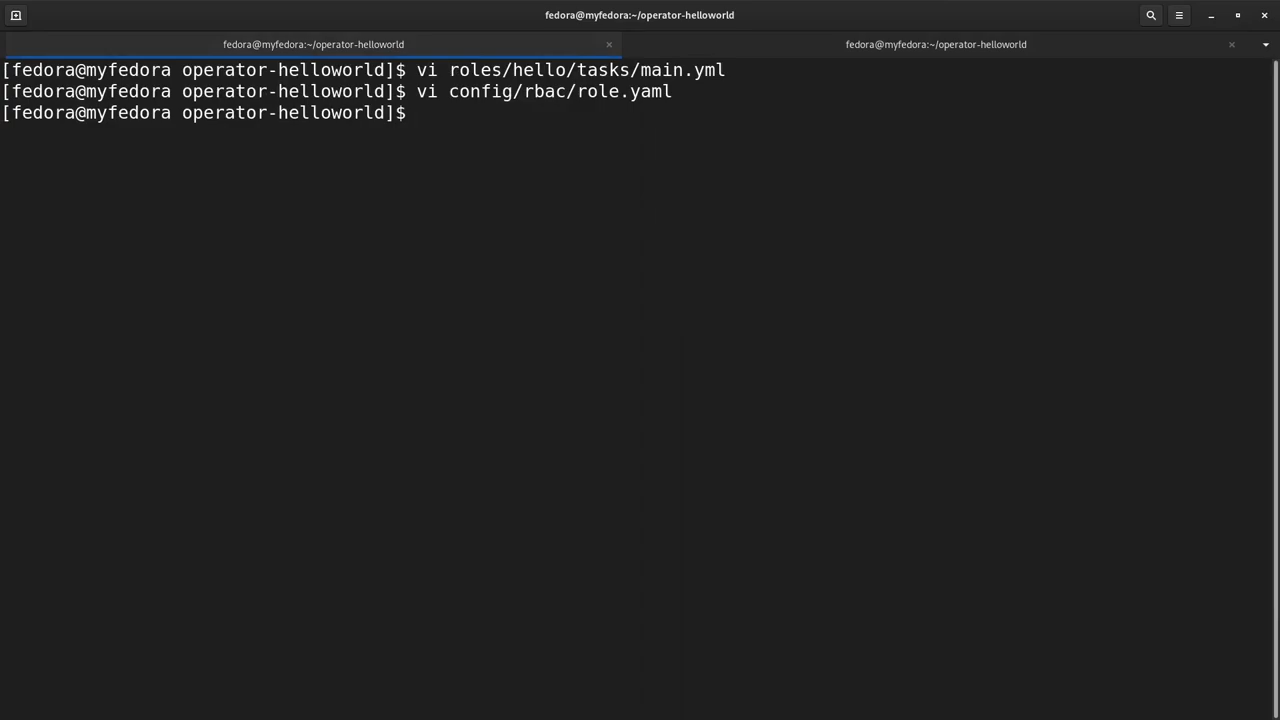 fedora@myfedora:~/operator-helloworld
fedora@myfedora:~/operator-helloworld
fedora@myfedora:~/operator-helloworld
[fedora@myfedora operator-helloworld]$ vi roles/hello/tasks/main.yml
[fedora@myfedora operator-helloworld]$ vi config/rbac/role.yaml
[fedora@myfedora operator-helloworld]$